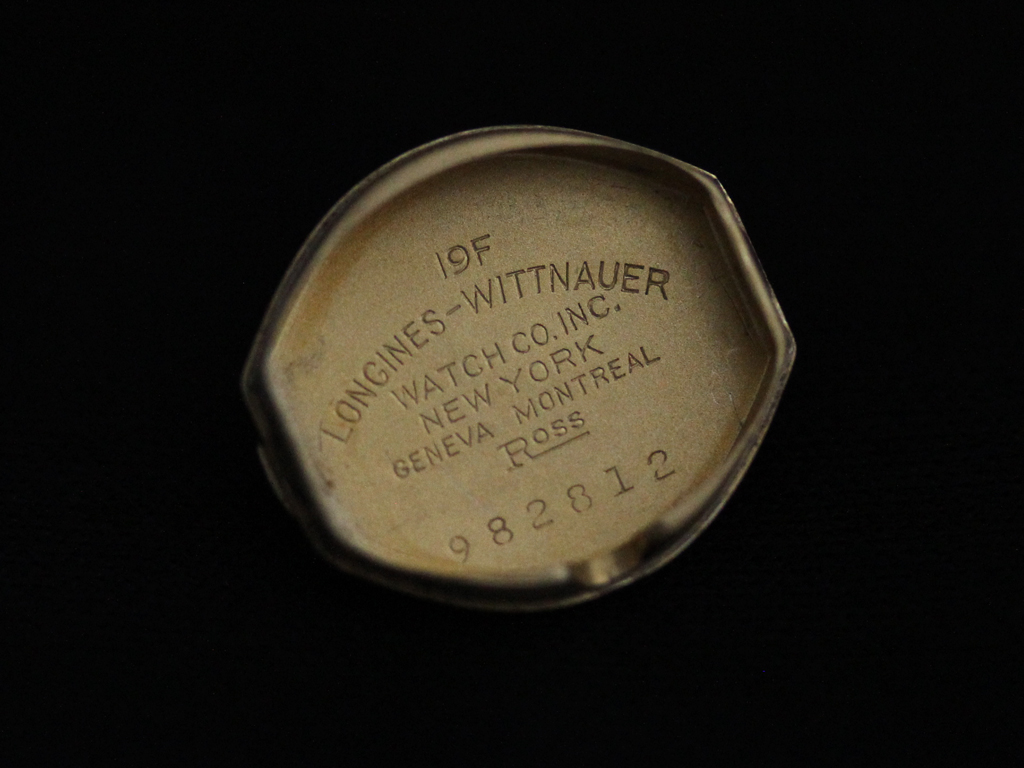 19F
LONGINES-WITTNAUER
WATCH CO. INC.
NEW YORK
GENEVA MONTREAL
ROSS
982812